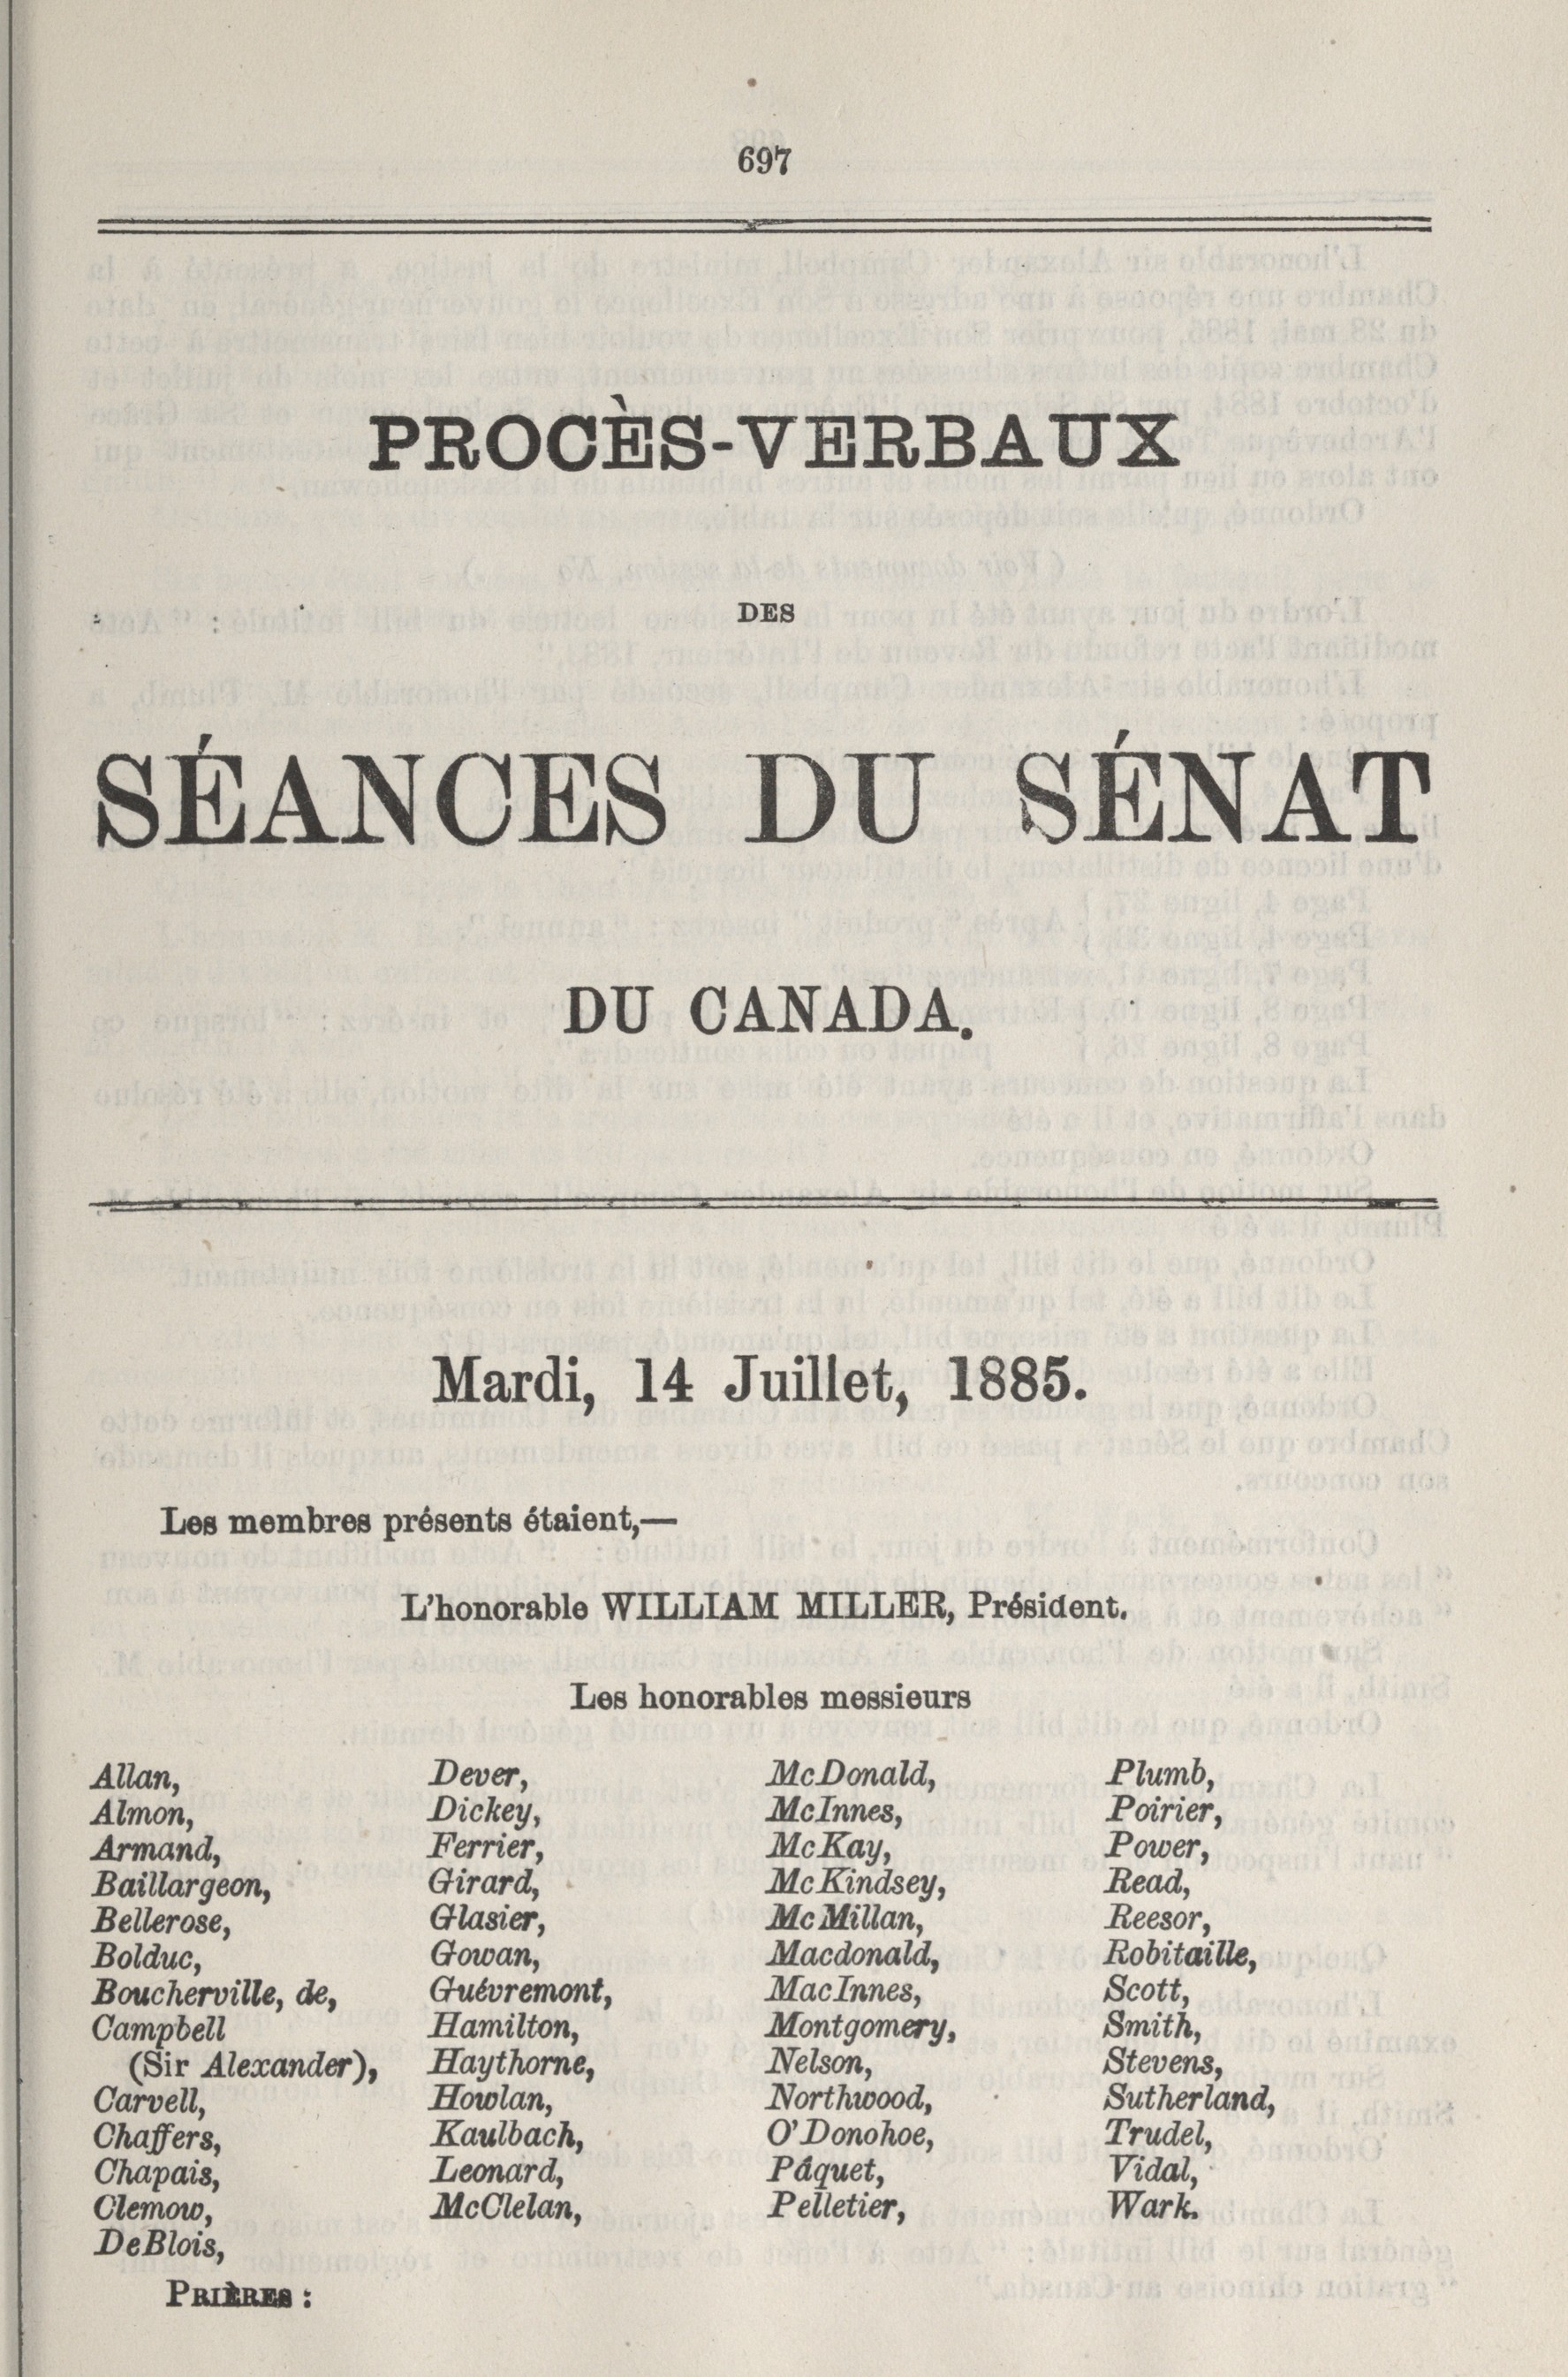 697
PROCÈS-VERBAUX
DES
SÉANCES DU SÉNAT
DU CANADA.
Mardi, 14 Juillet, 1885.
Les membres présents étaient,—
L'honorable WILLIAM MILLER, Président.
Les honorables messieurs
Allan,
Almon,
Armand,
Baillargeon,
Bellerose,
Bolduc,
Boucherville, de,
Campbell
(Sir Alexander),
Carvell,
Chaffers,
Chapais,
Clemow,
DeBlois,
Dever,
Dickey,
Ferrier,
Girard,
Glasier,
Gowan,
Guévremont,
Hamilton,
Haythorne,
Howlan,
Kaulbach,
Leonard,
McClelan,
McDonald,
McInnes,
McKay,
McKindsey,
McMillan,
Macdonald,
MacInnes,
Montgomery,
Nelson,
Northwood,
O'Donohoe,
Pâquet,
Pelletier,
Plumb,
Poirier,
Power,
Read,
Reesor,
Robitaille,
Scott,
Smith,
Stevens,
Sutherland,
Trudel,
Vidal,
Wark.
PRIÈRES :